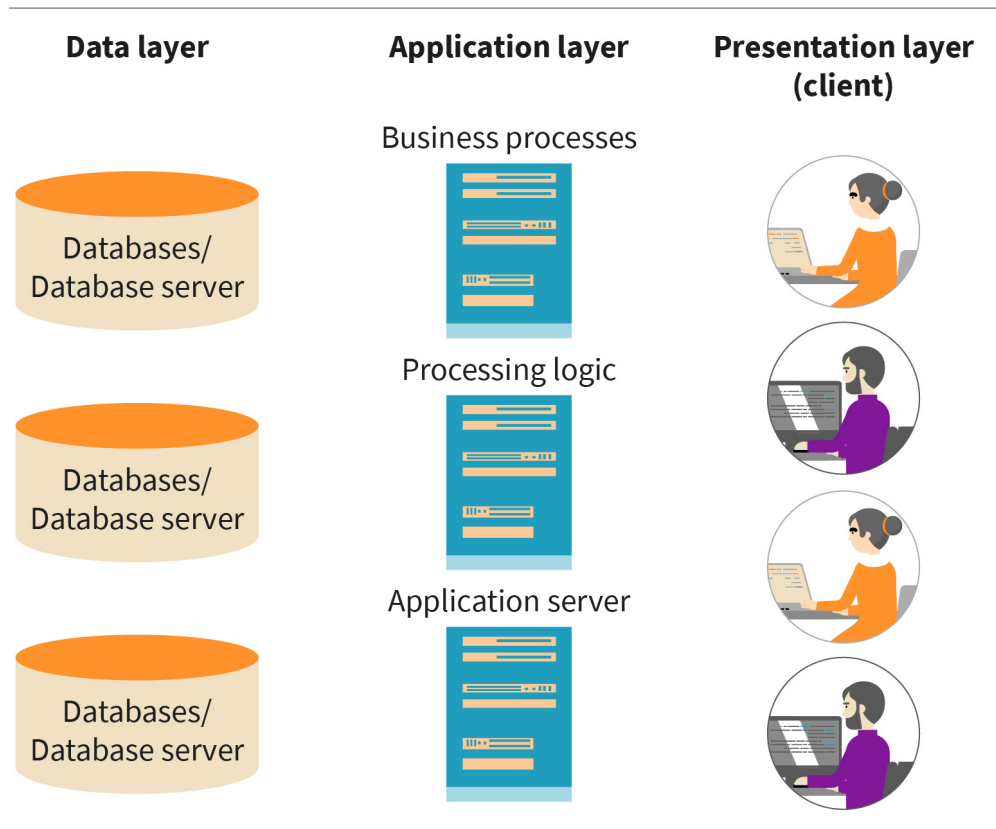 Data layer
Application layer
Presentation layer
(client)
Business processes
Databases/
Database server
Processing logic
Databases/
Database server
Application server
Databases/
Database server